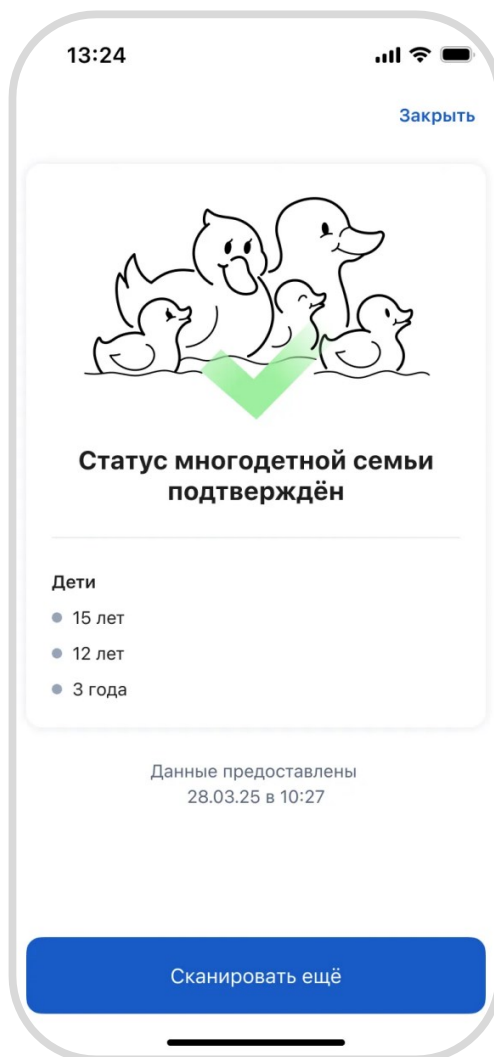 13:24
Закрыть
Статус многодетной семьи
подтверждён
Дети
15 лет
12 лет
3 года
Данные предоставлены
28.03.25 в 10:27
Сканировать ещё